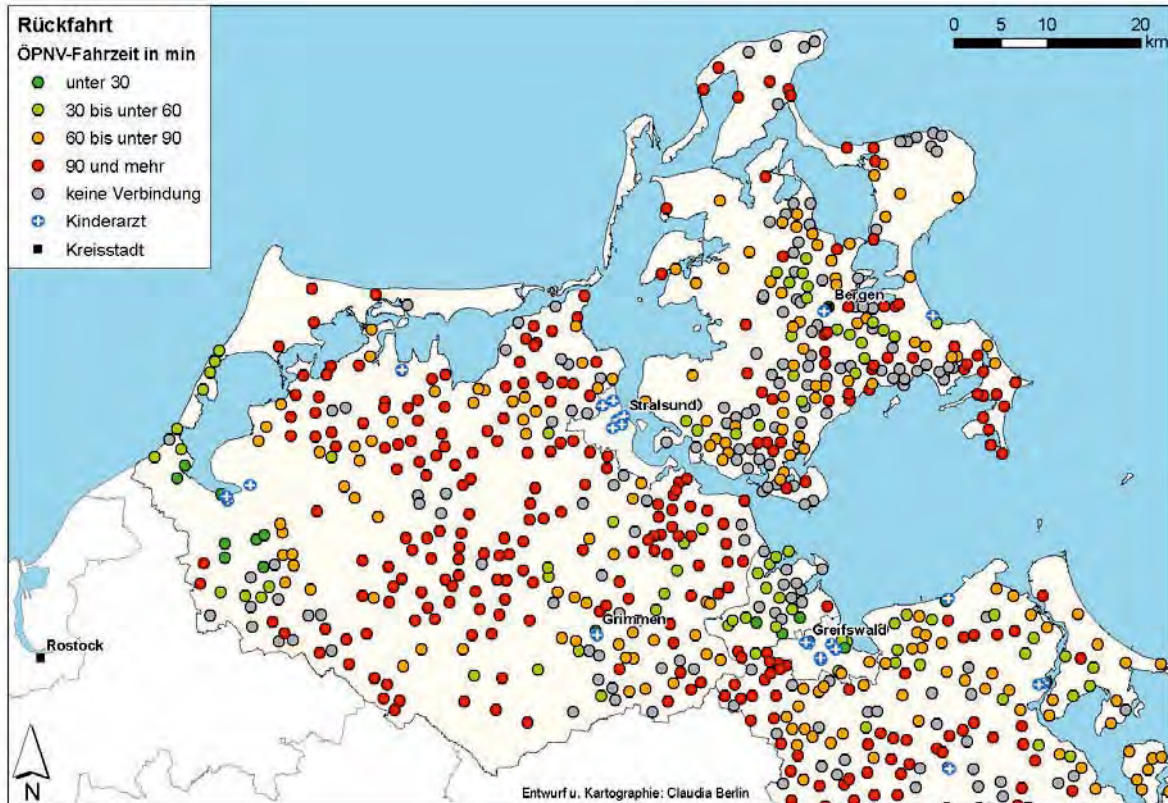 Rückfahrt
ÖPNV-Fahrzeit in min
unter 30
30 bis unter 60
60 bis unter 90
90 und mehr
keine Verbindung
Kinderarzt
Kreisstadt
0 5 10 20
km
Bergen
Stralsund
Grimmen
Greifswald
Rostock
N
Entwurf u. Kartographie: Claudia Berlin